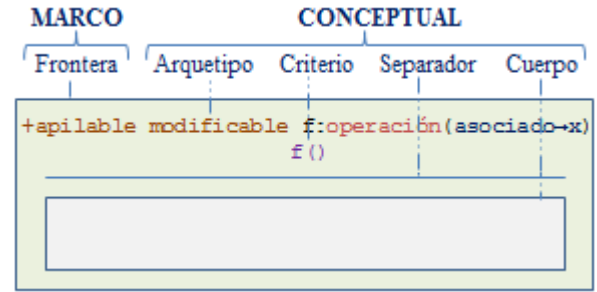 MARCO CONCEPTUAL
Frontera Arquetipo Criterio Separador Cuerpo
+apilable modificable f:operación(asociado→x)
f()